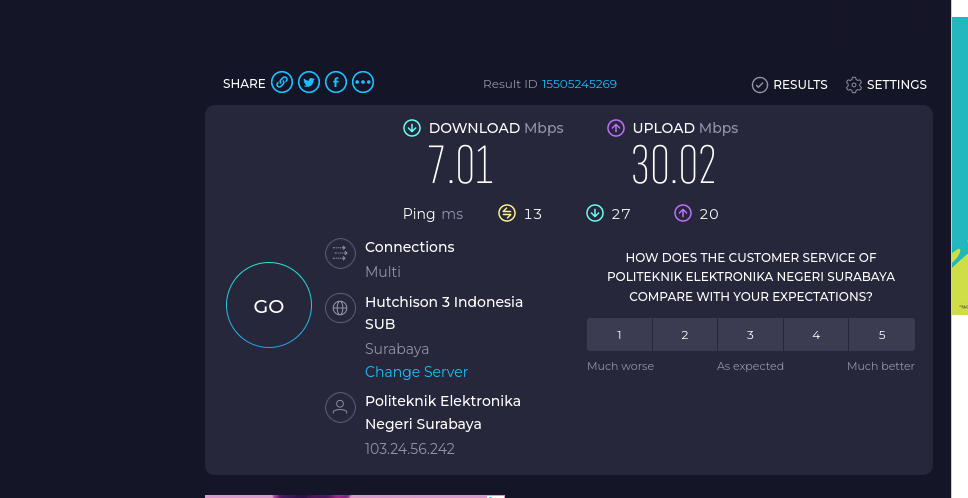 SHARE
Result ID 15505245269
RESULTS
SETTINGS
DOWNLOAD Mbps
7.01
UPLOAD Mbps
30.02
Ping ms
13
27
20
GO
Connections
Multi
Hutchison 3 Indonesia
SUB
Surabaya
Change Server
Politeknik Elektronika
Negeri Surabaya
103.24.56.242
HOW DOES THE CUSTOMER SERVICE OF
POLITEKNIK ELEKTRONIKA NEGERI SURABAYA
COMPARE WITH YOUR EXPECTATIONS?
1 2 3 4 5
Much worse As expected Much better